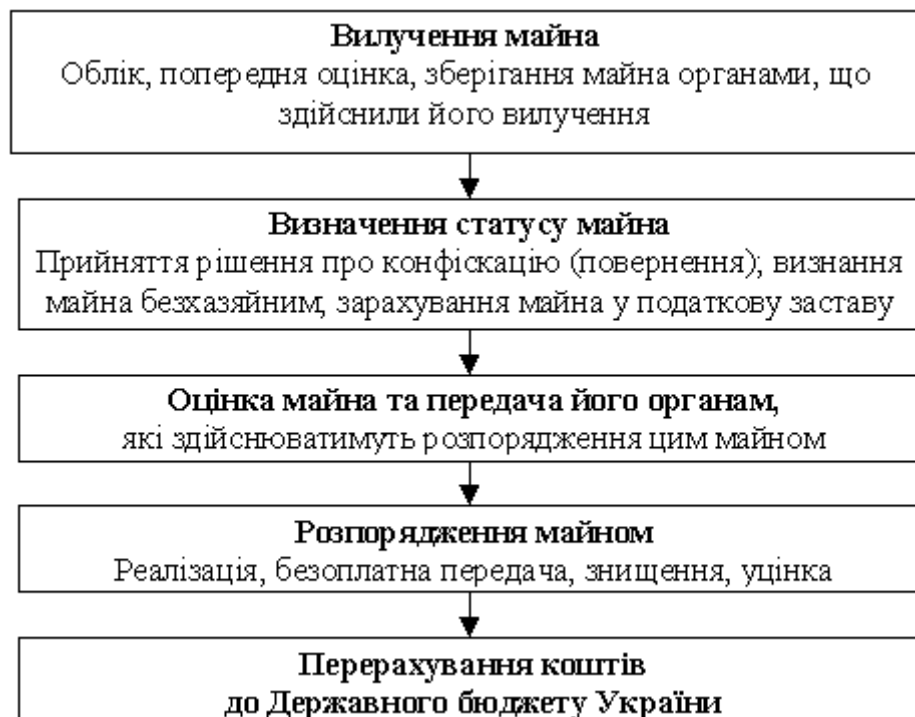 Вилучення майна
Облік, попередня оцінка, зберігання майна органами, що
здійснили його вилучення
Визначення статусу майна
Прийняття рішення про конфіскацію (повернення); визнання
майна безхазяйним; зарахування майна у податкову заставу
Оцінка майна та передача його органам,
які здійснюватимуть розпорядження цим майном
Розпорядження майном
Реалізація, безоплатна передача, знищення, уцінка
Перерахування коштів
до Державного бюджету України